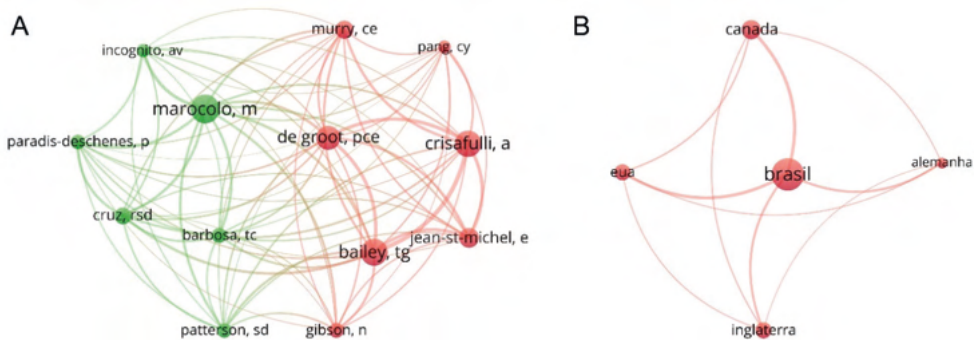 A
murry, ce
incognito, av
pang, cy
marocolo, m
paradis-deschenes, p
de groot, pce
crisafulli, a
cruz, rsd
barbosa, tc
bailey, tg
jean-st-michel, e
patterson, sd
gibson, n
B
canada
eua
brasil
alemanha
inglaterra